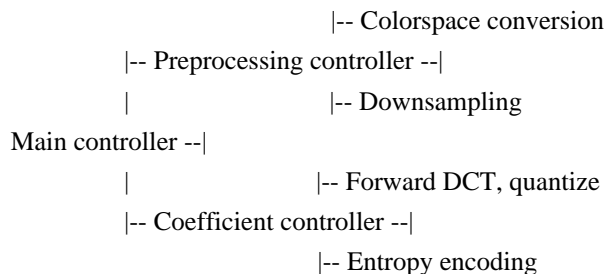 |-- Colorspace conversion
|-- Preprocessing controller --|
| |-- Downsampling
Main controller --|
| |-- Forward DCT, quantize
|-- Coefficient controller --|
|-- Entropy encoding